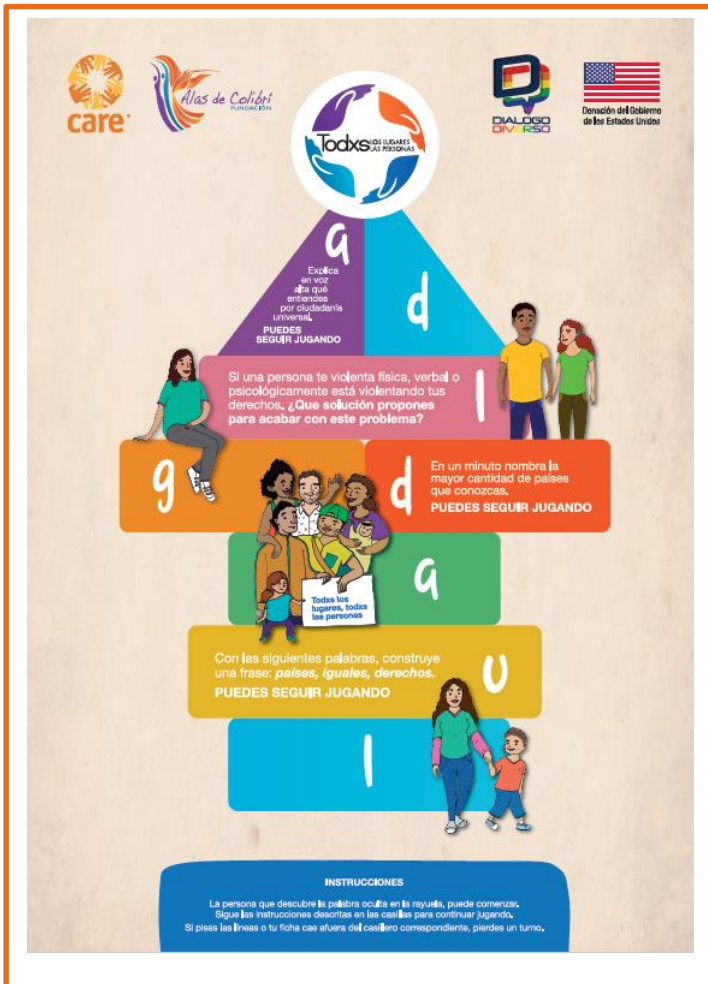 care®
Alas de Colibrí
FUNDACIÓN
DIALOGO
DIVERSO
Donación del Gobierno
de los Estados Unidos
Todxs LOS LUGARES
LAS PERSONAS
a
Explica
en voz
alta qué
entiendes
por ciudadanía
universal.
PUEDES
SEGUIR JUGANDO
d
Si una persona te violenta física, verbal o
psicológicamente está violentando tus
derechos. ¿Que solución propones
para acabar con este problema?
l
g
d
En un minuto nombra la
mayor cantidad de países
que conozcas.
PUEDES SEGUIR JUGANDO
Todxs los
lugares, todxs
las personas
a
Con las siguientes palabras, construye
una frase: países, iguales, derechos.
PUEDES SEGUIR JUGANDO
u
I
INSTRUCCIONES
La persona que descubre la palabra oculta en la rayuela, puede comenzar.
Sigue las instrucciones descritas en las casillas para continuar jugando.
Si pisas las líneas o tu ficha cae afuera del casillero correspondiente, pierdes un turno.